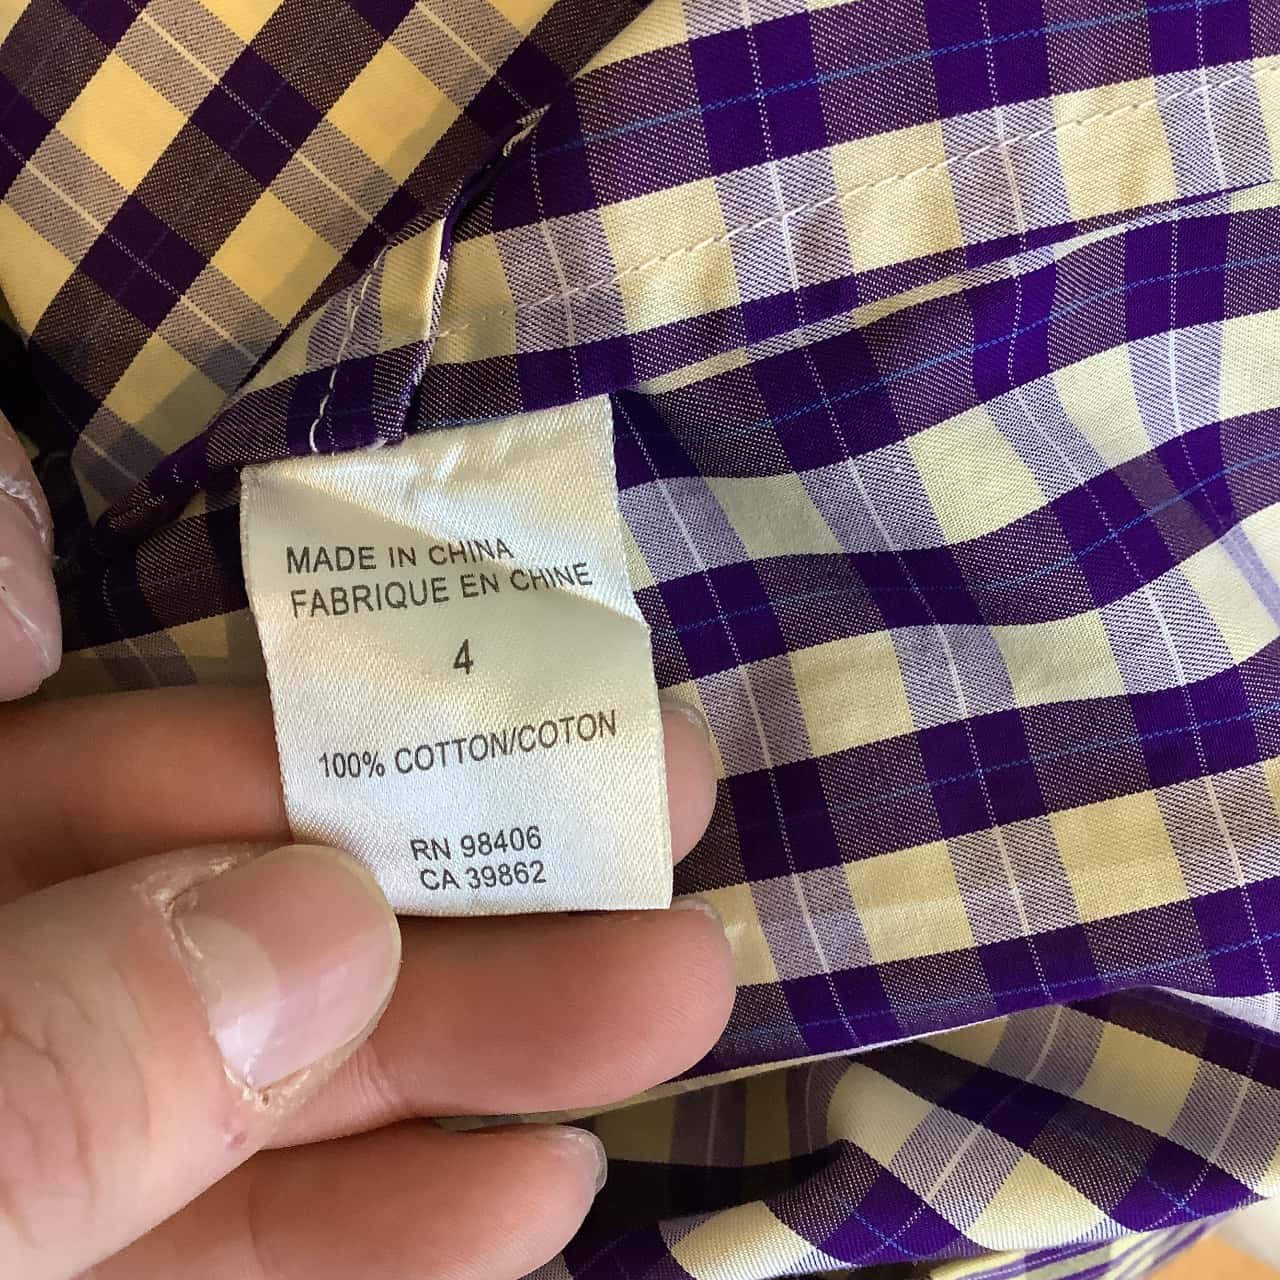 MADE IN CHINA
FABRIQUE EN CHINE
4
100% COTTON/COTON
RN 98406
CA 39862